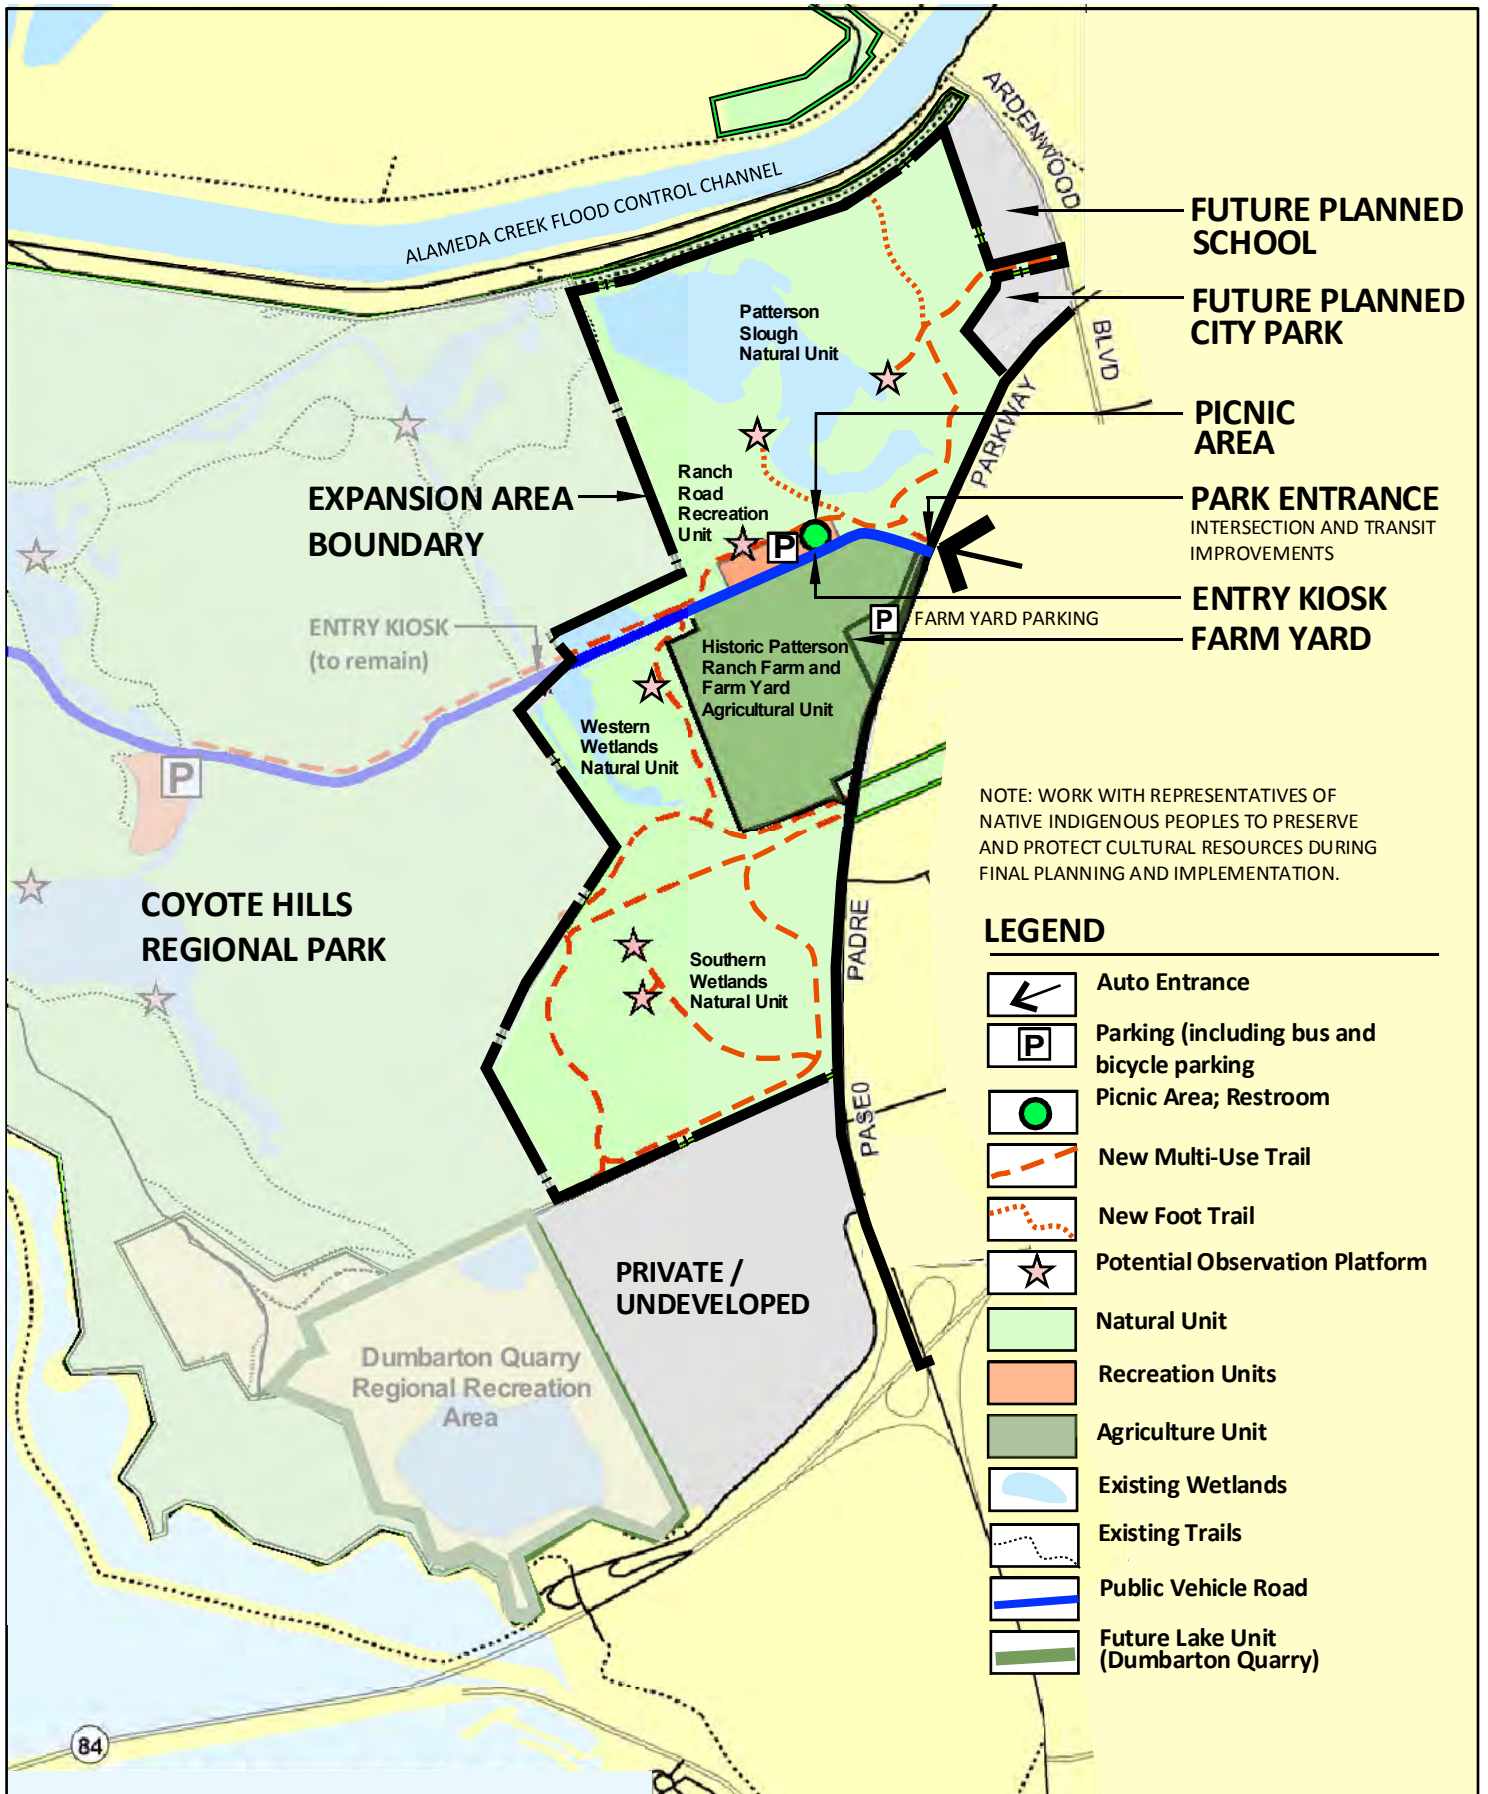 ALAMEDA CREEK FLOOD CONTROL CHANNEL
ARDENWOOD
BLVD
FUTURE PLANNED
SCHOOL
FUTURE PLANNED
CITY PARK
Patterson
Slough
Natural Unit
PARKWAY
PICNIC
AREA
Ranch
Road
Recreation
Unit
EXPANSION AREA
BOUNDARY
PARK ENTRANCE
INTERSECTION AND TRANSIT
IMPROVEMENTS
P
ENTRY KIOSK
P
FARM YARD PARKING
FARM YARD
ENTRY KIOSK
(to remain)
Historic Patterson
Ranch Farm and
Farm Yard
Agricultural Unit
Western
Wetlands
Natural Unit
P
NOTE: WORK WITH REPRESENTATIVES OF
NATIVE INDIGENOUS PEOPLES TO PRESERVE
AND PROTECT CULTURAL RESOURCES DURING
FINAL PLANNING AND IMPLEMENTATION.
COYOTE HILLS
REGIONAL PARK
PADRE
PASE0
Southern
Wetlands
Natural Unit
LEGEND
Auto Entrance
P
Parking (including bus and
bicycle parking
Picnic Area; Restroom
New Multi-Use Trail
New Foot Trail
Potential Observation Platform
Natural Unit
Recreation Units
Agriculture Unit
Existing Wetlands
Existing Trails
Public Vehicle Road
Future Lake Unit
(Dumbarton Quarry)
PRIVATE /
UNDEVELOPED
Dumbarton Quarry
Regional Recreation
Area
84